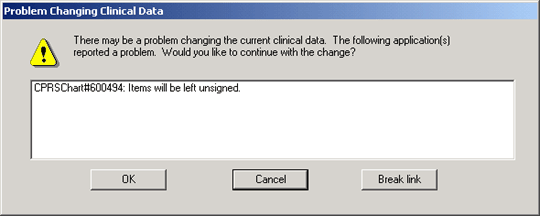 Problem Changing Clinical Data
There may be a problem changing the current clinical data. The following application(s)
reported a problem. Would you like to continue with the change?
CPRSChart#600494: Items will be left unsigned.
OK Cancel Break link